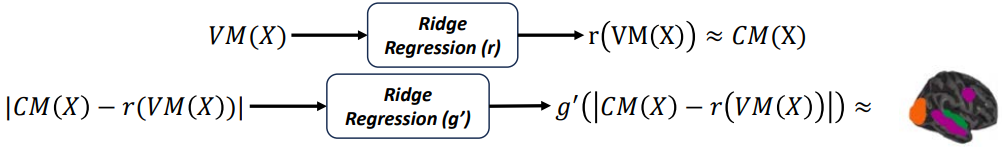 VM(X) Ridge Regression (r) r(VM(X)) ≈ CM(X)
|CM(X) − r(VM(X))| Ridge Regression (g′) g′(|CM(X) − r(VM(X))|) ≈